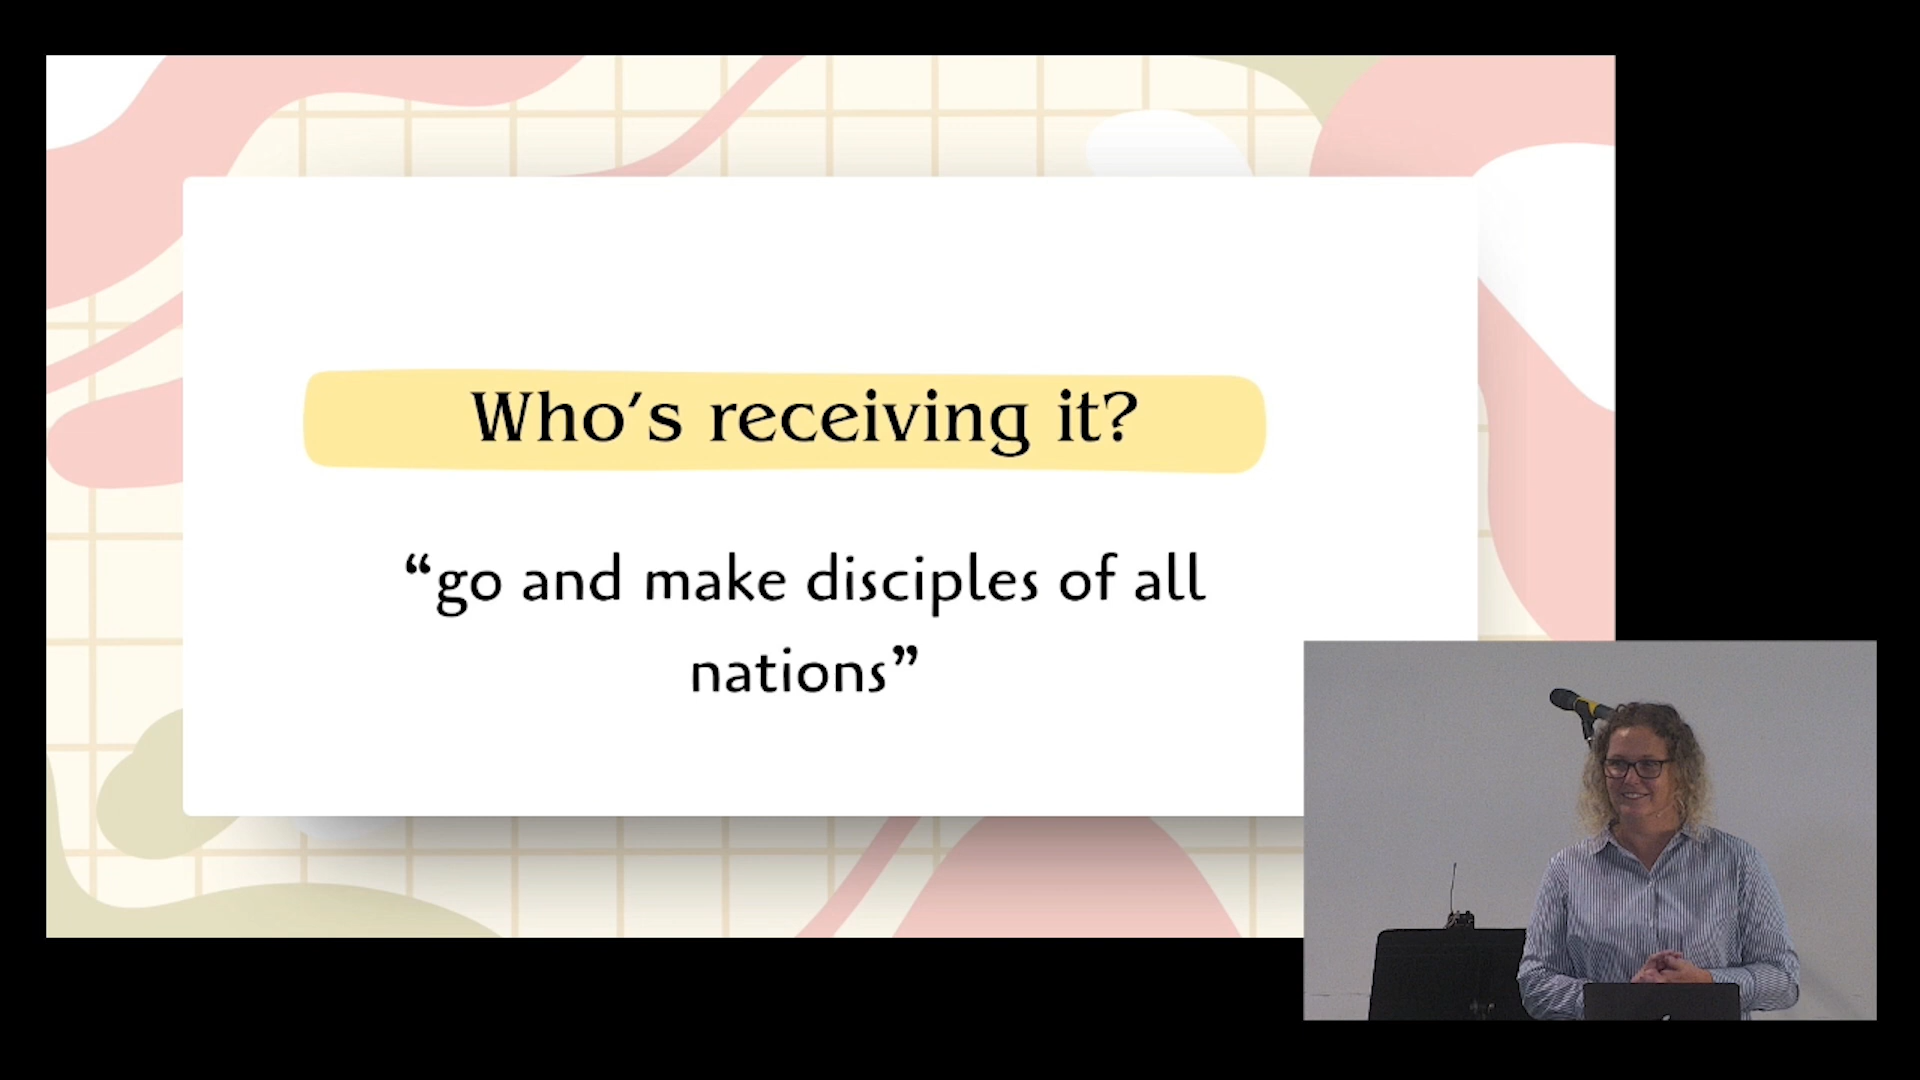 Who's receiving it?
“go and make disciples of all
nations”